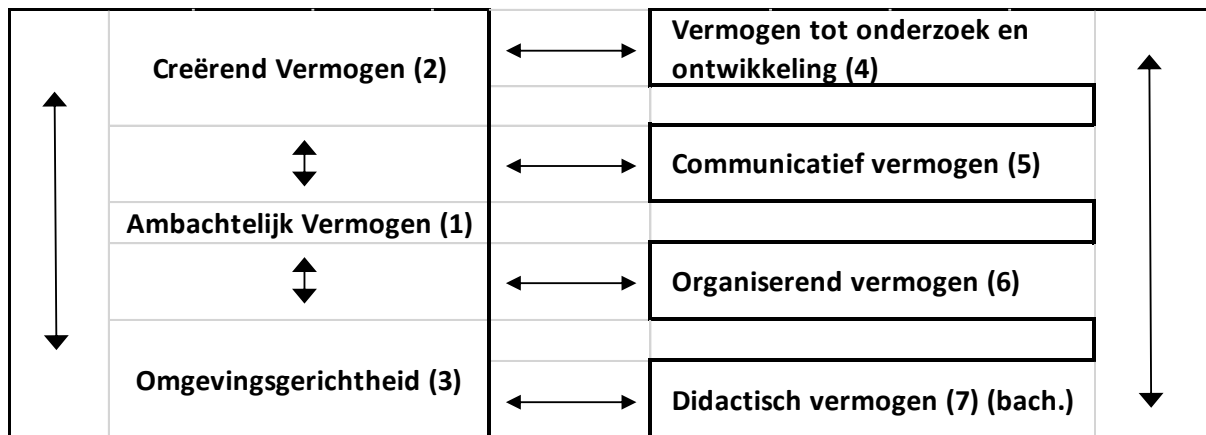 Creërend Vermogen (2)
Vermogen tot onderzoek en
ontwikkeling (4)
Communicatief vermogen (5)
Ambachtelijk Vermogen (1)
Organiserend vermogen (6)
Omgevingsgerichtheid (3)
Didactisch vermogen (7) (bach.)